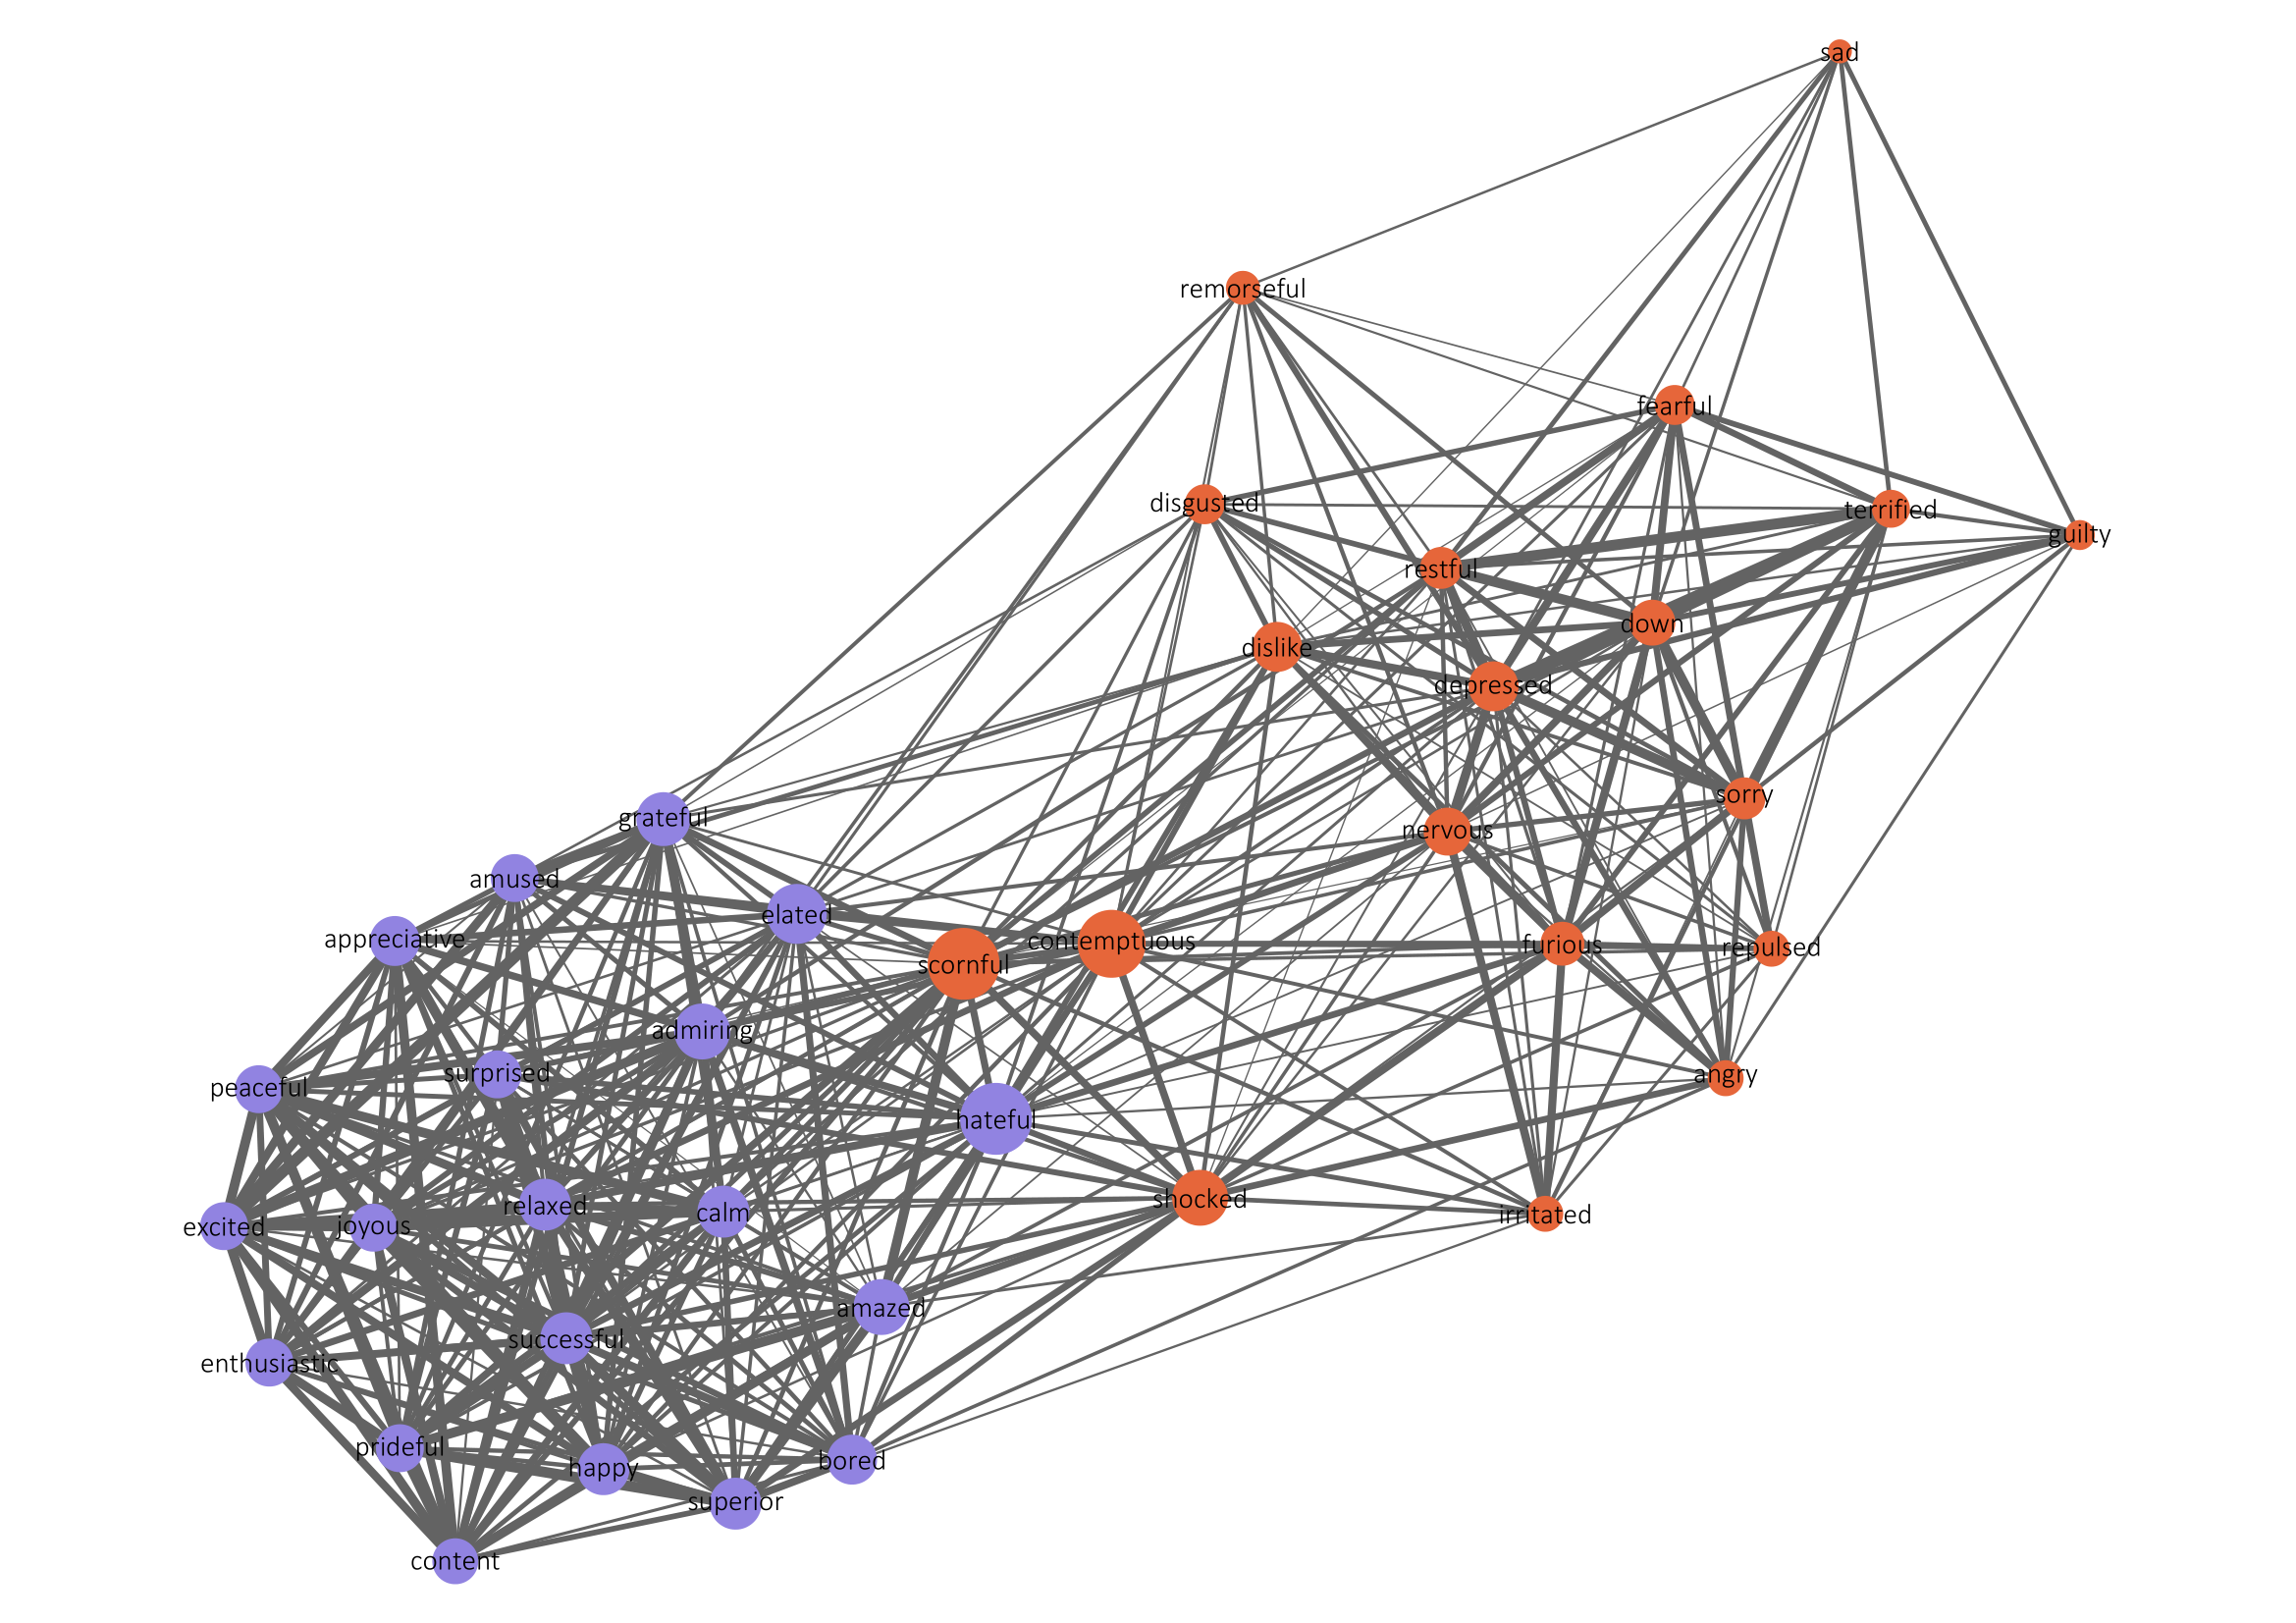 sad
remorseful
fearful
disgusted
terrified
guilty
restful
down
dislike
depressed
sorry
grateful
nervous
amused
elated
appreciative
contemptuous
furious
repulsed
scornful
admiring
surprised
angry
peaceful
hateful
shocked
relaxed
calm
irritated
excited
joyous
amazed
successful
enthusiastic
prideful
bored
happy
superior
content